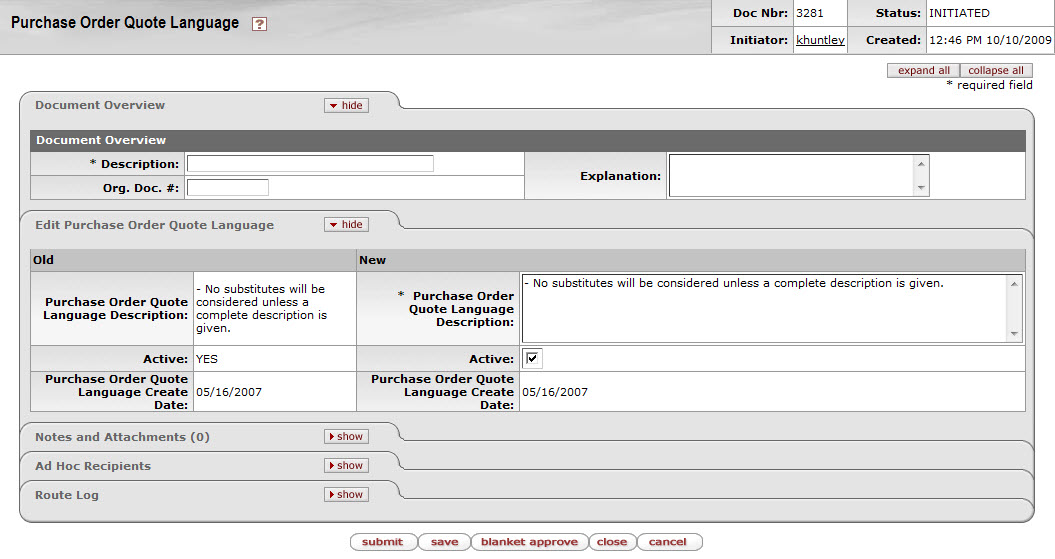 Purchase Order Quote Language ?
Doc Nbr: 3281 Status: INITIATED
Initiator: khuntley Created: 12:46 PM 10/10/2009
expand all collapse all
* required field
Document Overview hide
Document Overview
* Description:
Org. Doc. #:
Explanation:
Edit Purchase Order Quote Language hide
Old New
Purchase Order Quote
Language Description:
- No substitutes will be
considered unless a
complete description is
given.
* Purchase Order
Quote Language
Description:
- No substitutes will be considered unless a complete description is given.
Active: YES Active:
Purchase Order Quote
Language Create
Date:
05/16/2007
Purchase Order Quote
Language Create
Date:
05/16/2007
Notes and Attachments (0) show
Ad Hoc Recipients show
Route Log show
submit save blanket approve close cancel